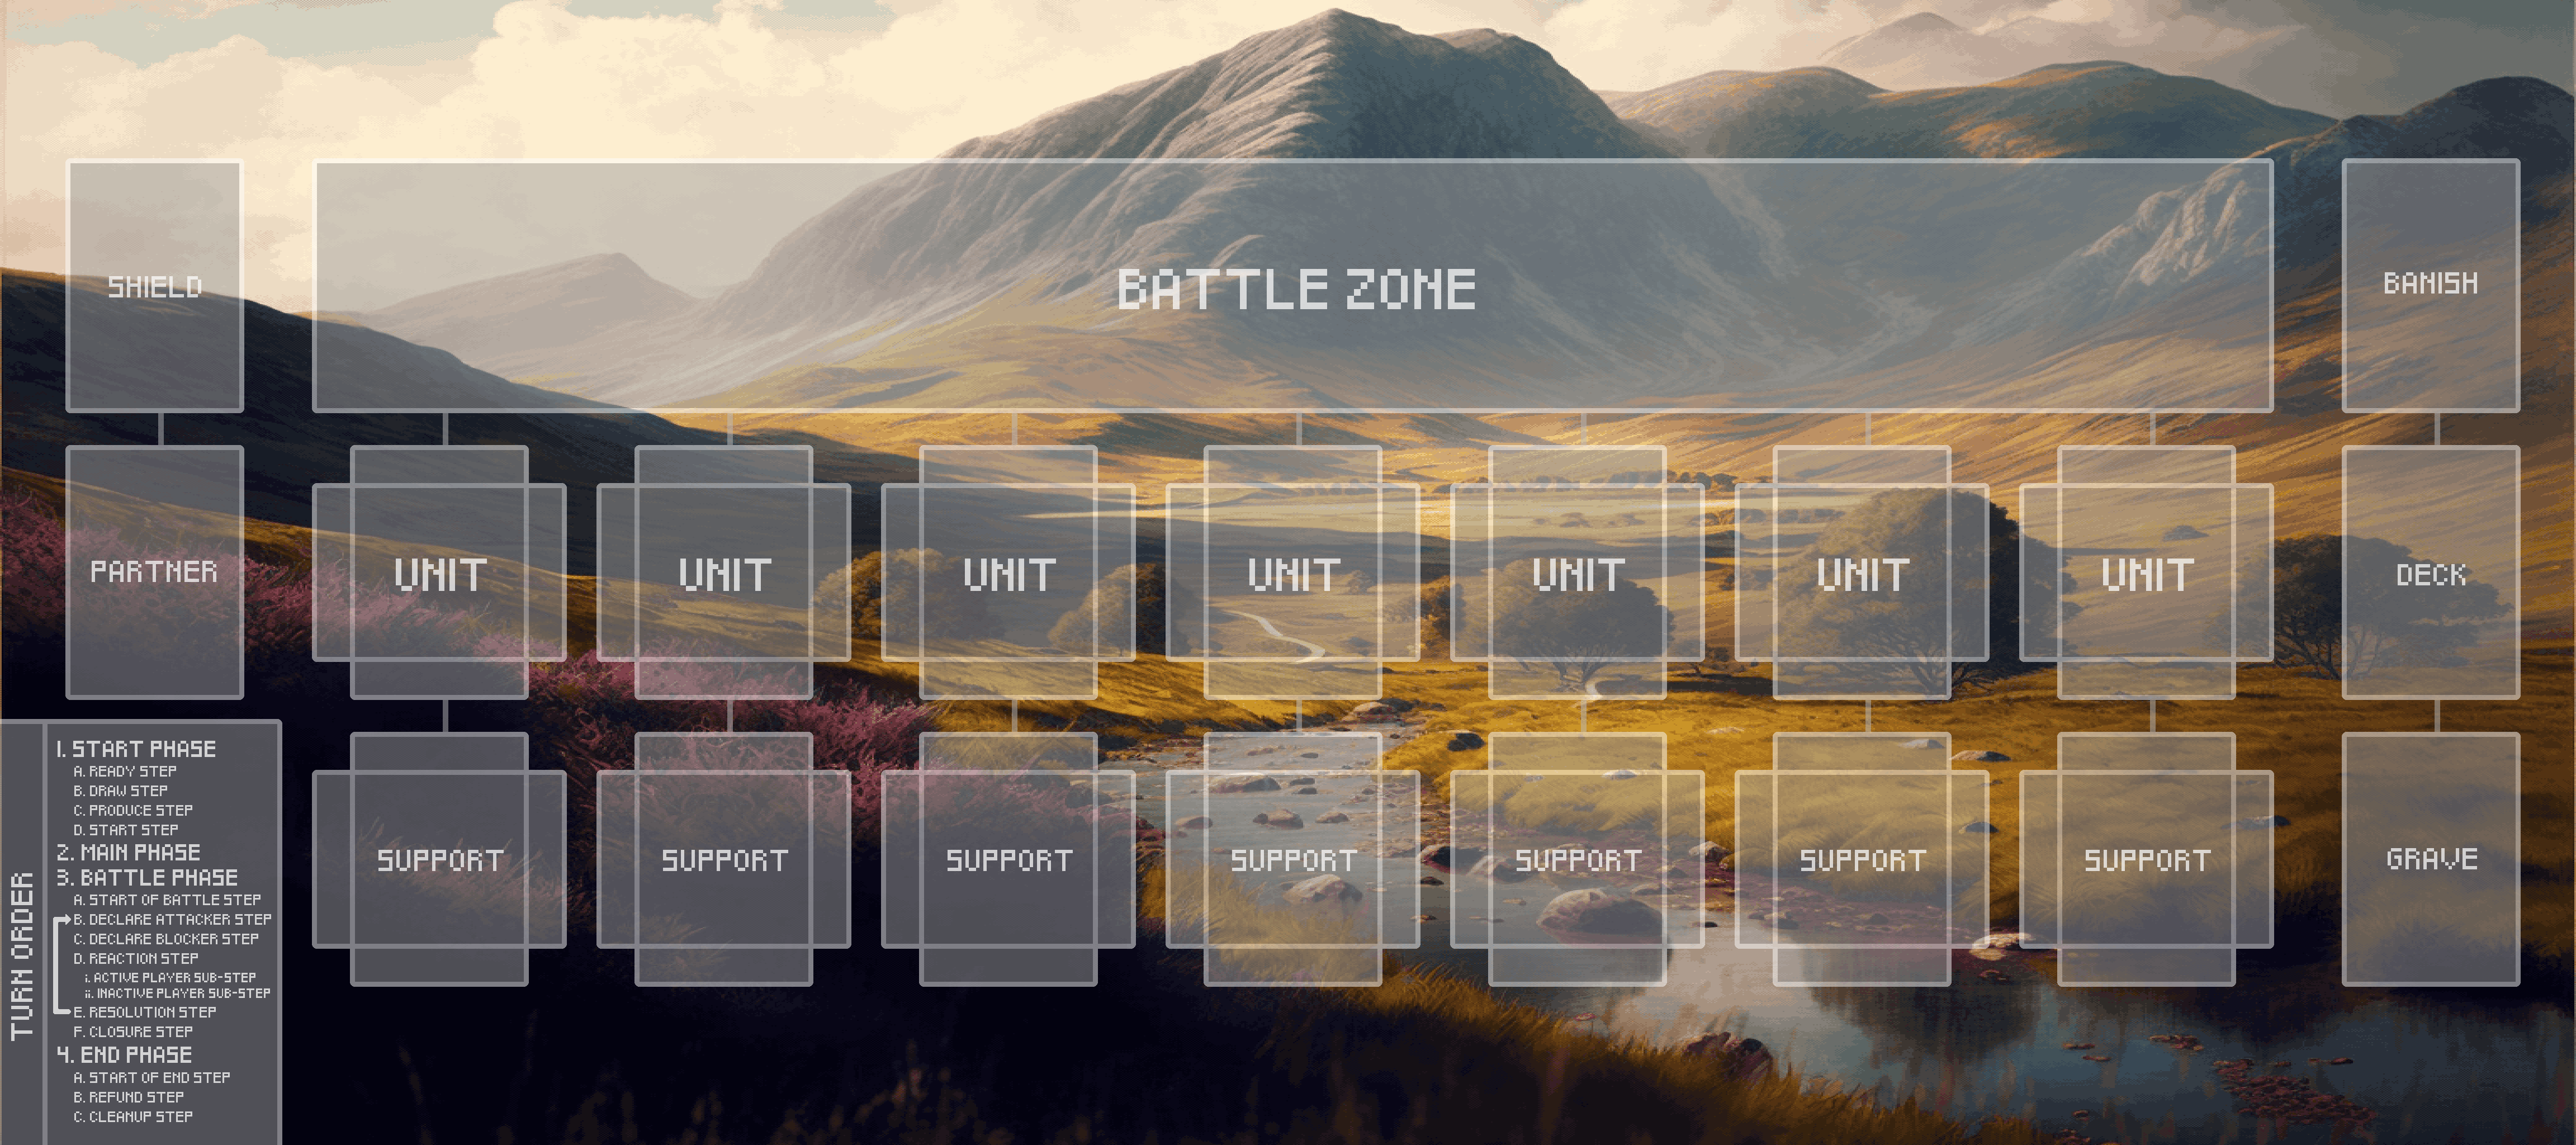 SHIELD
BATTLE ZONE
BANISH
PARTNER
UNIT
UNIT
UNIT
UNIT
UNIT
UNIT
UNIT
DECK
SUPPORT
SUPPORT
SUPPORT
SUPPORT
SUPPORT
SUPPORT
SUPPORT
GRAVE
TURN ORDER
1. START PHASE
A. READY STEP
B. DRAW STEP
C. PRODUCE STEP
D. START STEP
2. MAIN PHASE
3. BATTLE PHASE
A. START OF BATTLE STEP
B. DECLARE ATTACKER STEP
C. DECLARE BLOCKER STEP
D. REACTION STEP
i. ACTIVE PLAYER SUB-STEP
ii. INACTIVE PLAYER SUB-STEP
E. RESOLUTION STEP
F. CLOSURE STEP
4. END PHASE
A. START OF END STEP
B. REFUND STEP
C. CLEANUP STEP